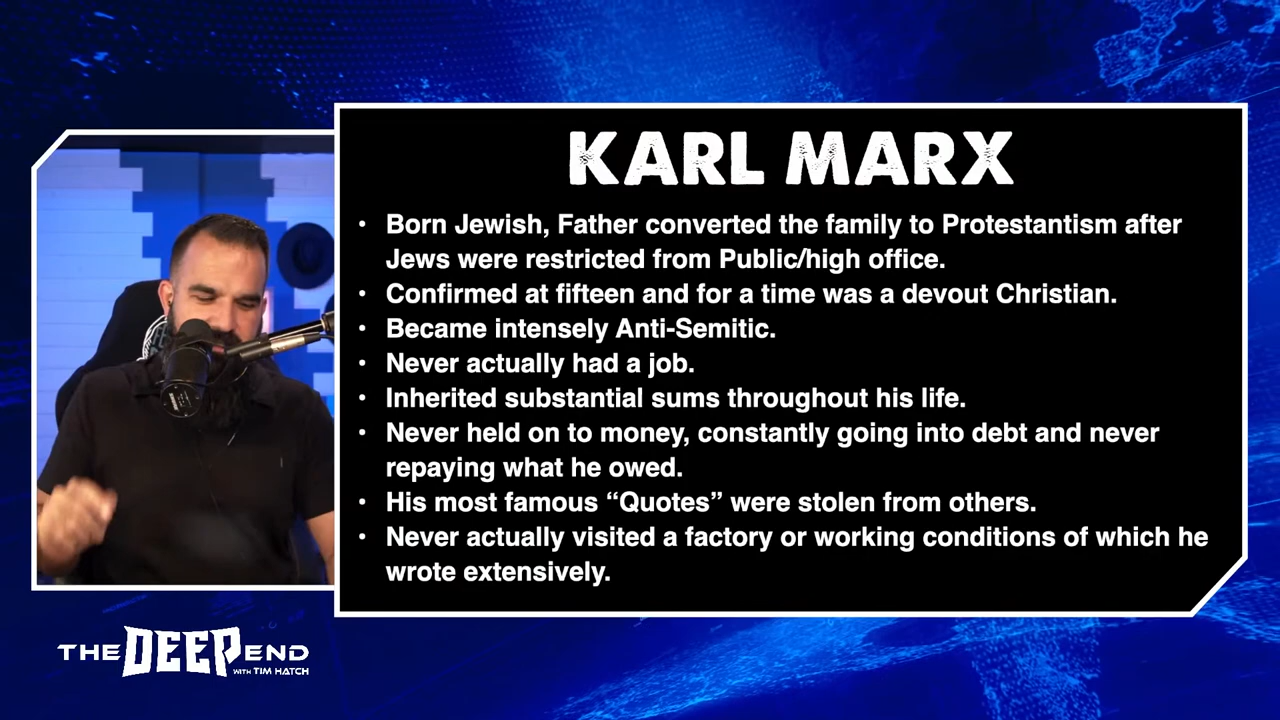 KARL MARX
• Born Jewish, Father converted the family to Protestantism after
Jews were restricted from Public/high office.
• Confirmed at fifteen and for a time was a devout Christian.
• Became intensely Anti-Semitic.
• Never actually had a job.
• Inherited substantial sums throughout his life.
• Never held on to money, constantly going into debt and never
repaying what he owed.
• His most famous “Quotes” were stolen from others.
• Never actually visited a factory or working conditions of which he
wrote extensively.
THE DEEP END
WITH TIM HATCH